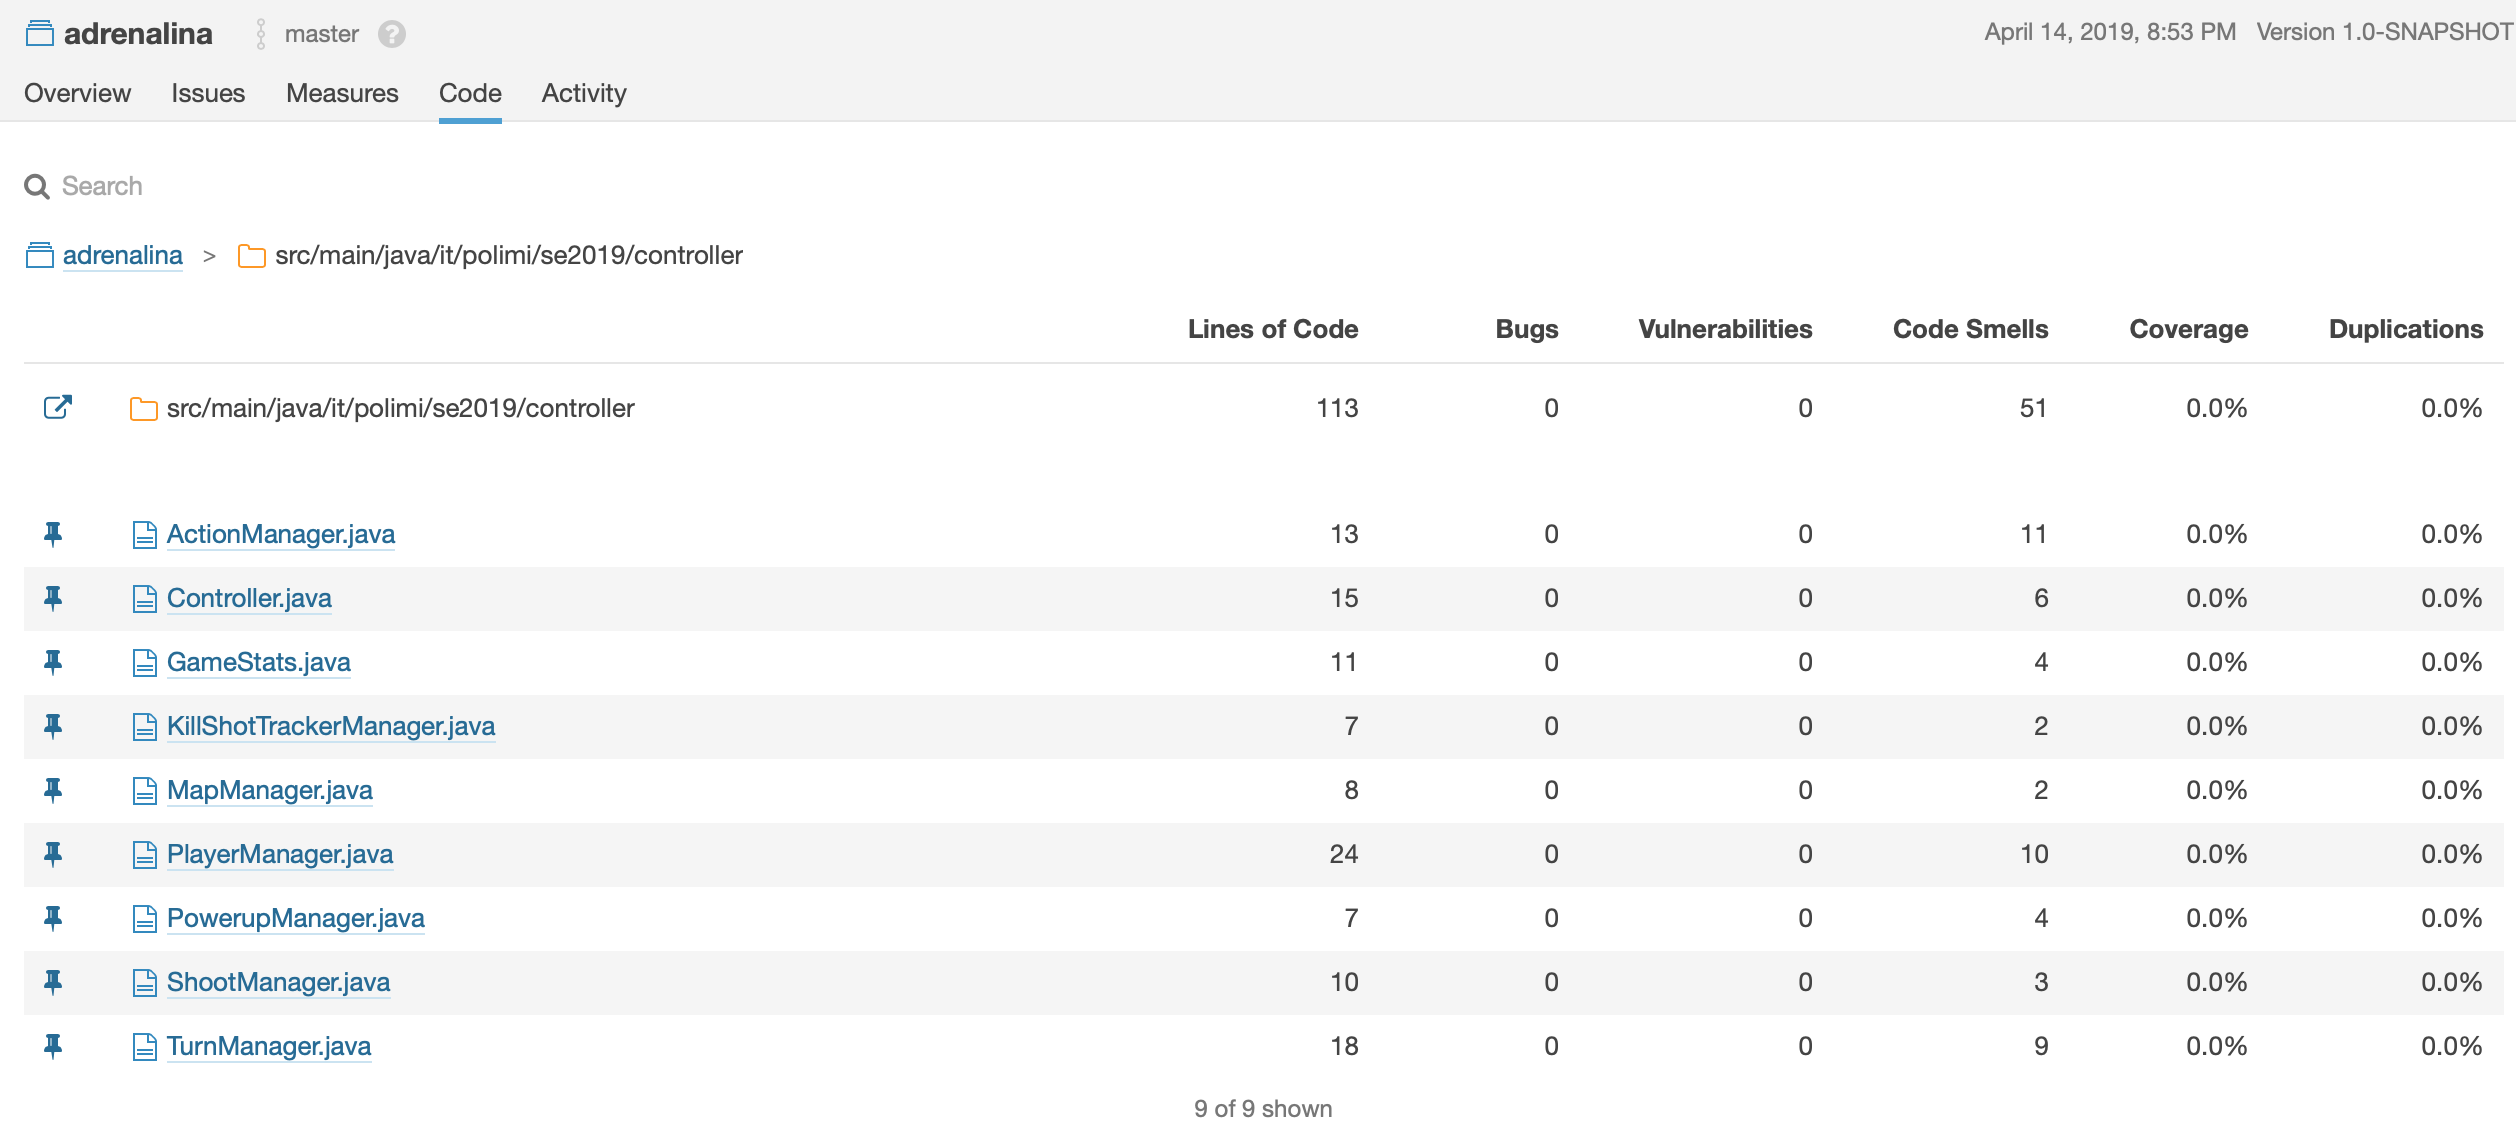 adrenalina master ? April 14, 2019, 8:53 PM Version 1.0-SNAPSHOT
Overview Issues Measures Code Activity
Search
adrenalina > src/main/java/it/polimi/se2019/controller
Lines of Code Bugs Vulnerabilities Code Smells Coverage Duplications
src/main/java/it/polimi/se2019/controller 113 0 0 51 0.0% 0.0%
ActionManager.java 13 0 0 11 0.0% 0.0%
Controller.java 15 0 0 6 0.0% 0.0%
GameStats.java 11 0 0 4 0.0% 0.0%
KillShotTrackerManager.java 7 0 0 2 0.0% 0.0%
MapManager.java 8 0 0 2 0.0% 0.0%
PlayerManager.java 24 0 0 10 0.0% 0.0%
PowerupManager.java 7 0 0 4 0.0% 0.0%
ShootManager.java 10 0 0 3 0.0% 0.0%
TurnManager.java 18 0 0 9 0.0% 0.0%
9 of 9 shown